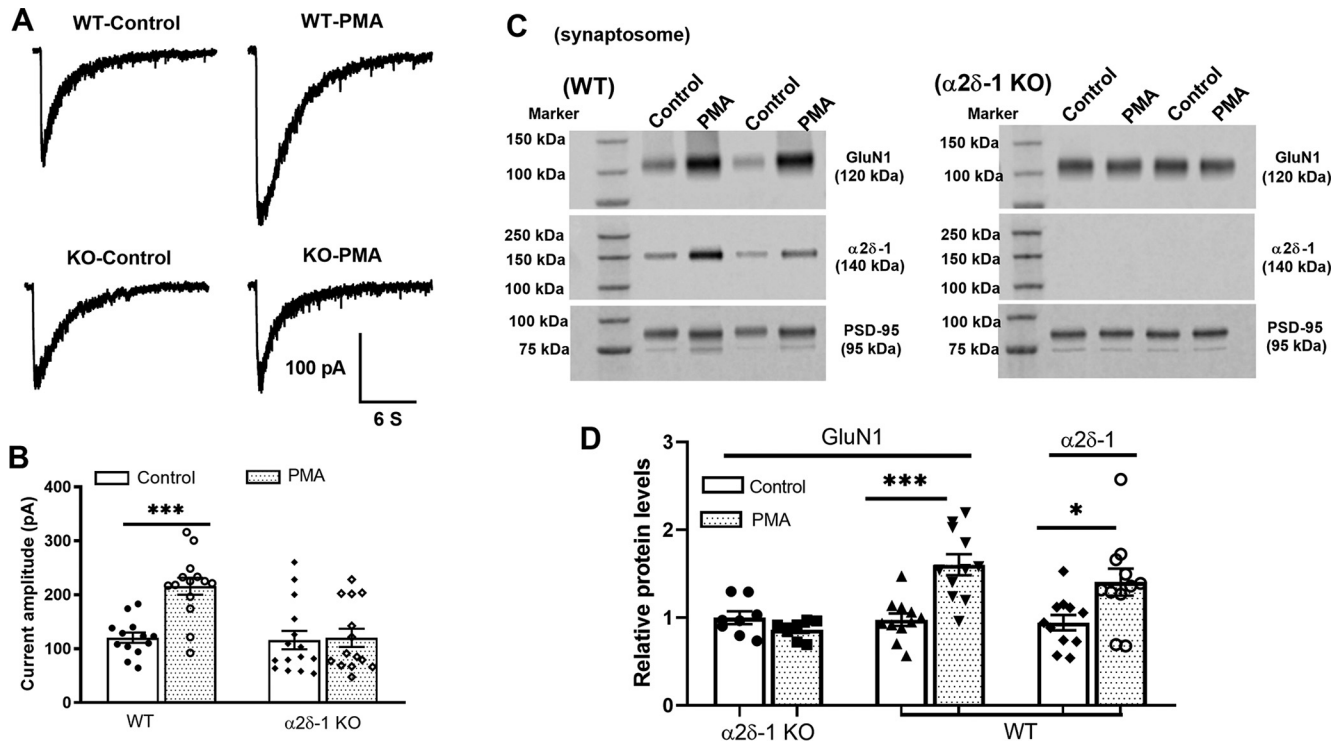 A
WT-Control
WT-PMA
KO-Control
KO-PMA
100 pA
6 S
B
Control
PMA
Current amplitude (pA)
400
300
200
100
0
***
WT
α2δ-1 KO
C
(synaptosome)
(WT)
Marker
Control
PMA
Control
PMA
150 kDa
100 kDa
GluN1
(120 kDa)
250 kDa
150 kDa
100 kDa
α2δ-1
(140 kDa)
100 kDa
75 kDa
PSD-95
(95 kDa)
(α2δ-1 KO)
Marker
Control
PMA
Control
PMA
150 kDa
100 kDa
GluN1
(120 kDa)
250 kDa
150 kDa
100 kDa
α2δ-1
(140 kDa)
100 kDa
75 kDa
PSD-95
(95 kDa)
D
Relative protein levels
3
2
1
0
GluN1
α2δ-1
Control
PMA
***
*
α2δ-1 KO
WT